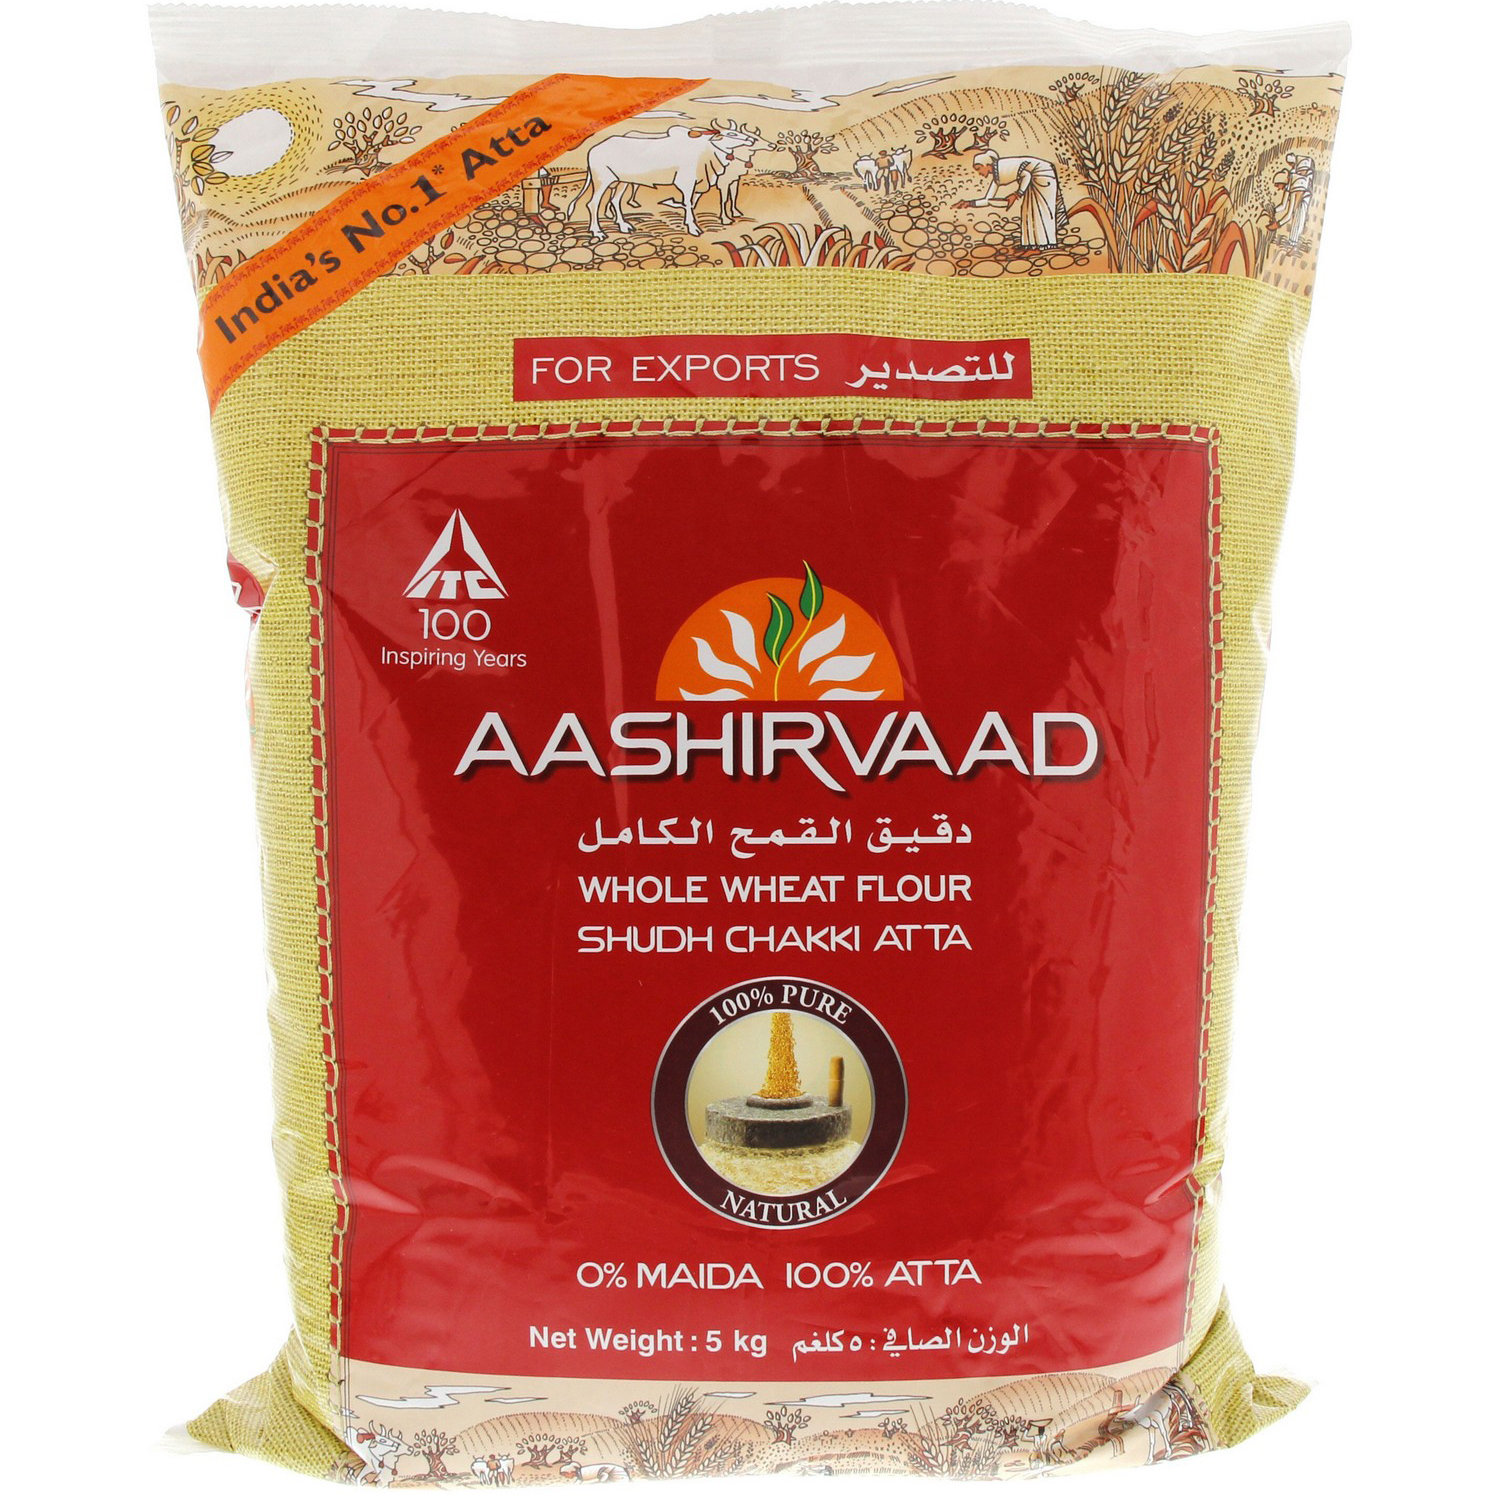 India's No.1* Atta
FOR EXPORTS للتصدير
ITC
100
Inspiring Years
AASHIRVAAD
دقيق القمح الكامل
WHOLE WHEAT FLOUR
SHUDH CHAKKI ATTA
100% PURE
NATURAL
0% MAIDA 100% ATTA
Net Weight : 5 kg الوزن الصافي : ٥ كلغم